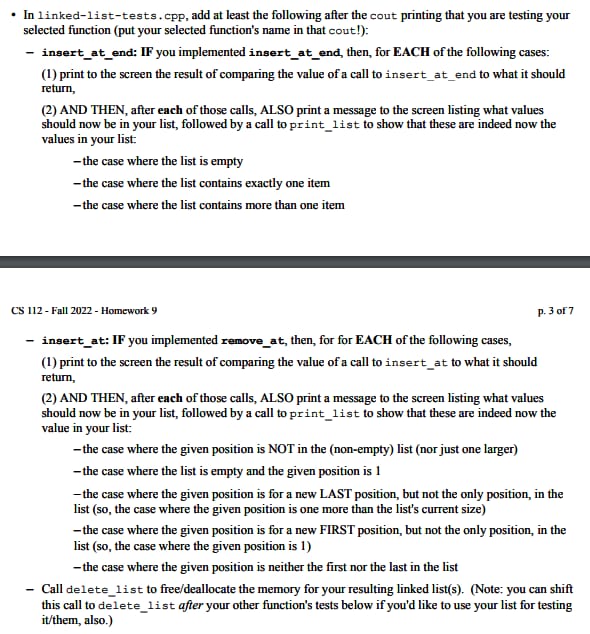 • In linked-list-tests.cpp, add at least the following after the cout printing that you are testing your
selected function (put your selected function's name in that cout!):
– insert_at_end: IF you implemented insert_at_end, then, for EACH of the following cases:
(1) print to the screen the result of comparing the value of a call to insert_at_end to what it should
return,
(2) AND THEN, after each of those calls, ALSO print a message to the screen listing what values
should now be in your list, followed by a call to print_list to show that these are indeed now the
values in your list:
– the case where the list is empty
– the case where the list contains exactly one item
– the case where the list contains more than one item
CS 112 - Fall 2022 - Homework 9 p. 3 of 7
– insert_at: IF you implemented remove_at, then, for for EACH of the following cases,
(1) print to the screen the result of comparing the value of a call to insert_at to what it should
return,
(2) AND THEN, after each of those calls, ALSO print a message to the screen listing what values
should now be in your list, followed by a call to print_list to show that these are indeed now the
value in your list:
– the case where the given position is NOT in the (non-empty) list (nor just one larger)
– the case where the list is empty and the given position is 1
– the case where the given position is for a new LAST position, but not the only position, in the
list (so, the case where the given position is one more than the list's current size)
– the case where the given position is for a new FIRST position, but not the only position, in the
list (so, the case where the given position is 1)
– the case where the given position is neither the first nor the last in the list
– Call delete_list to free/deallocate the memory for your resulting linked list(s). (Note: you can shift
this call to delete_list after your other function's tests below if you'd like to use your list for testing
it/them, also.)